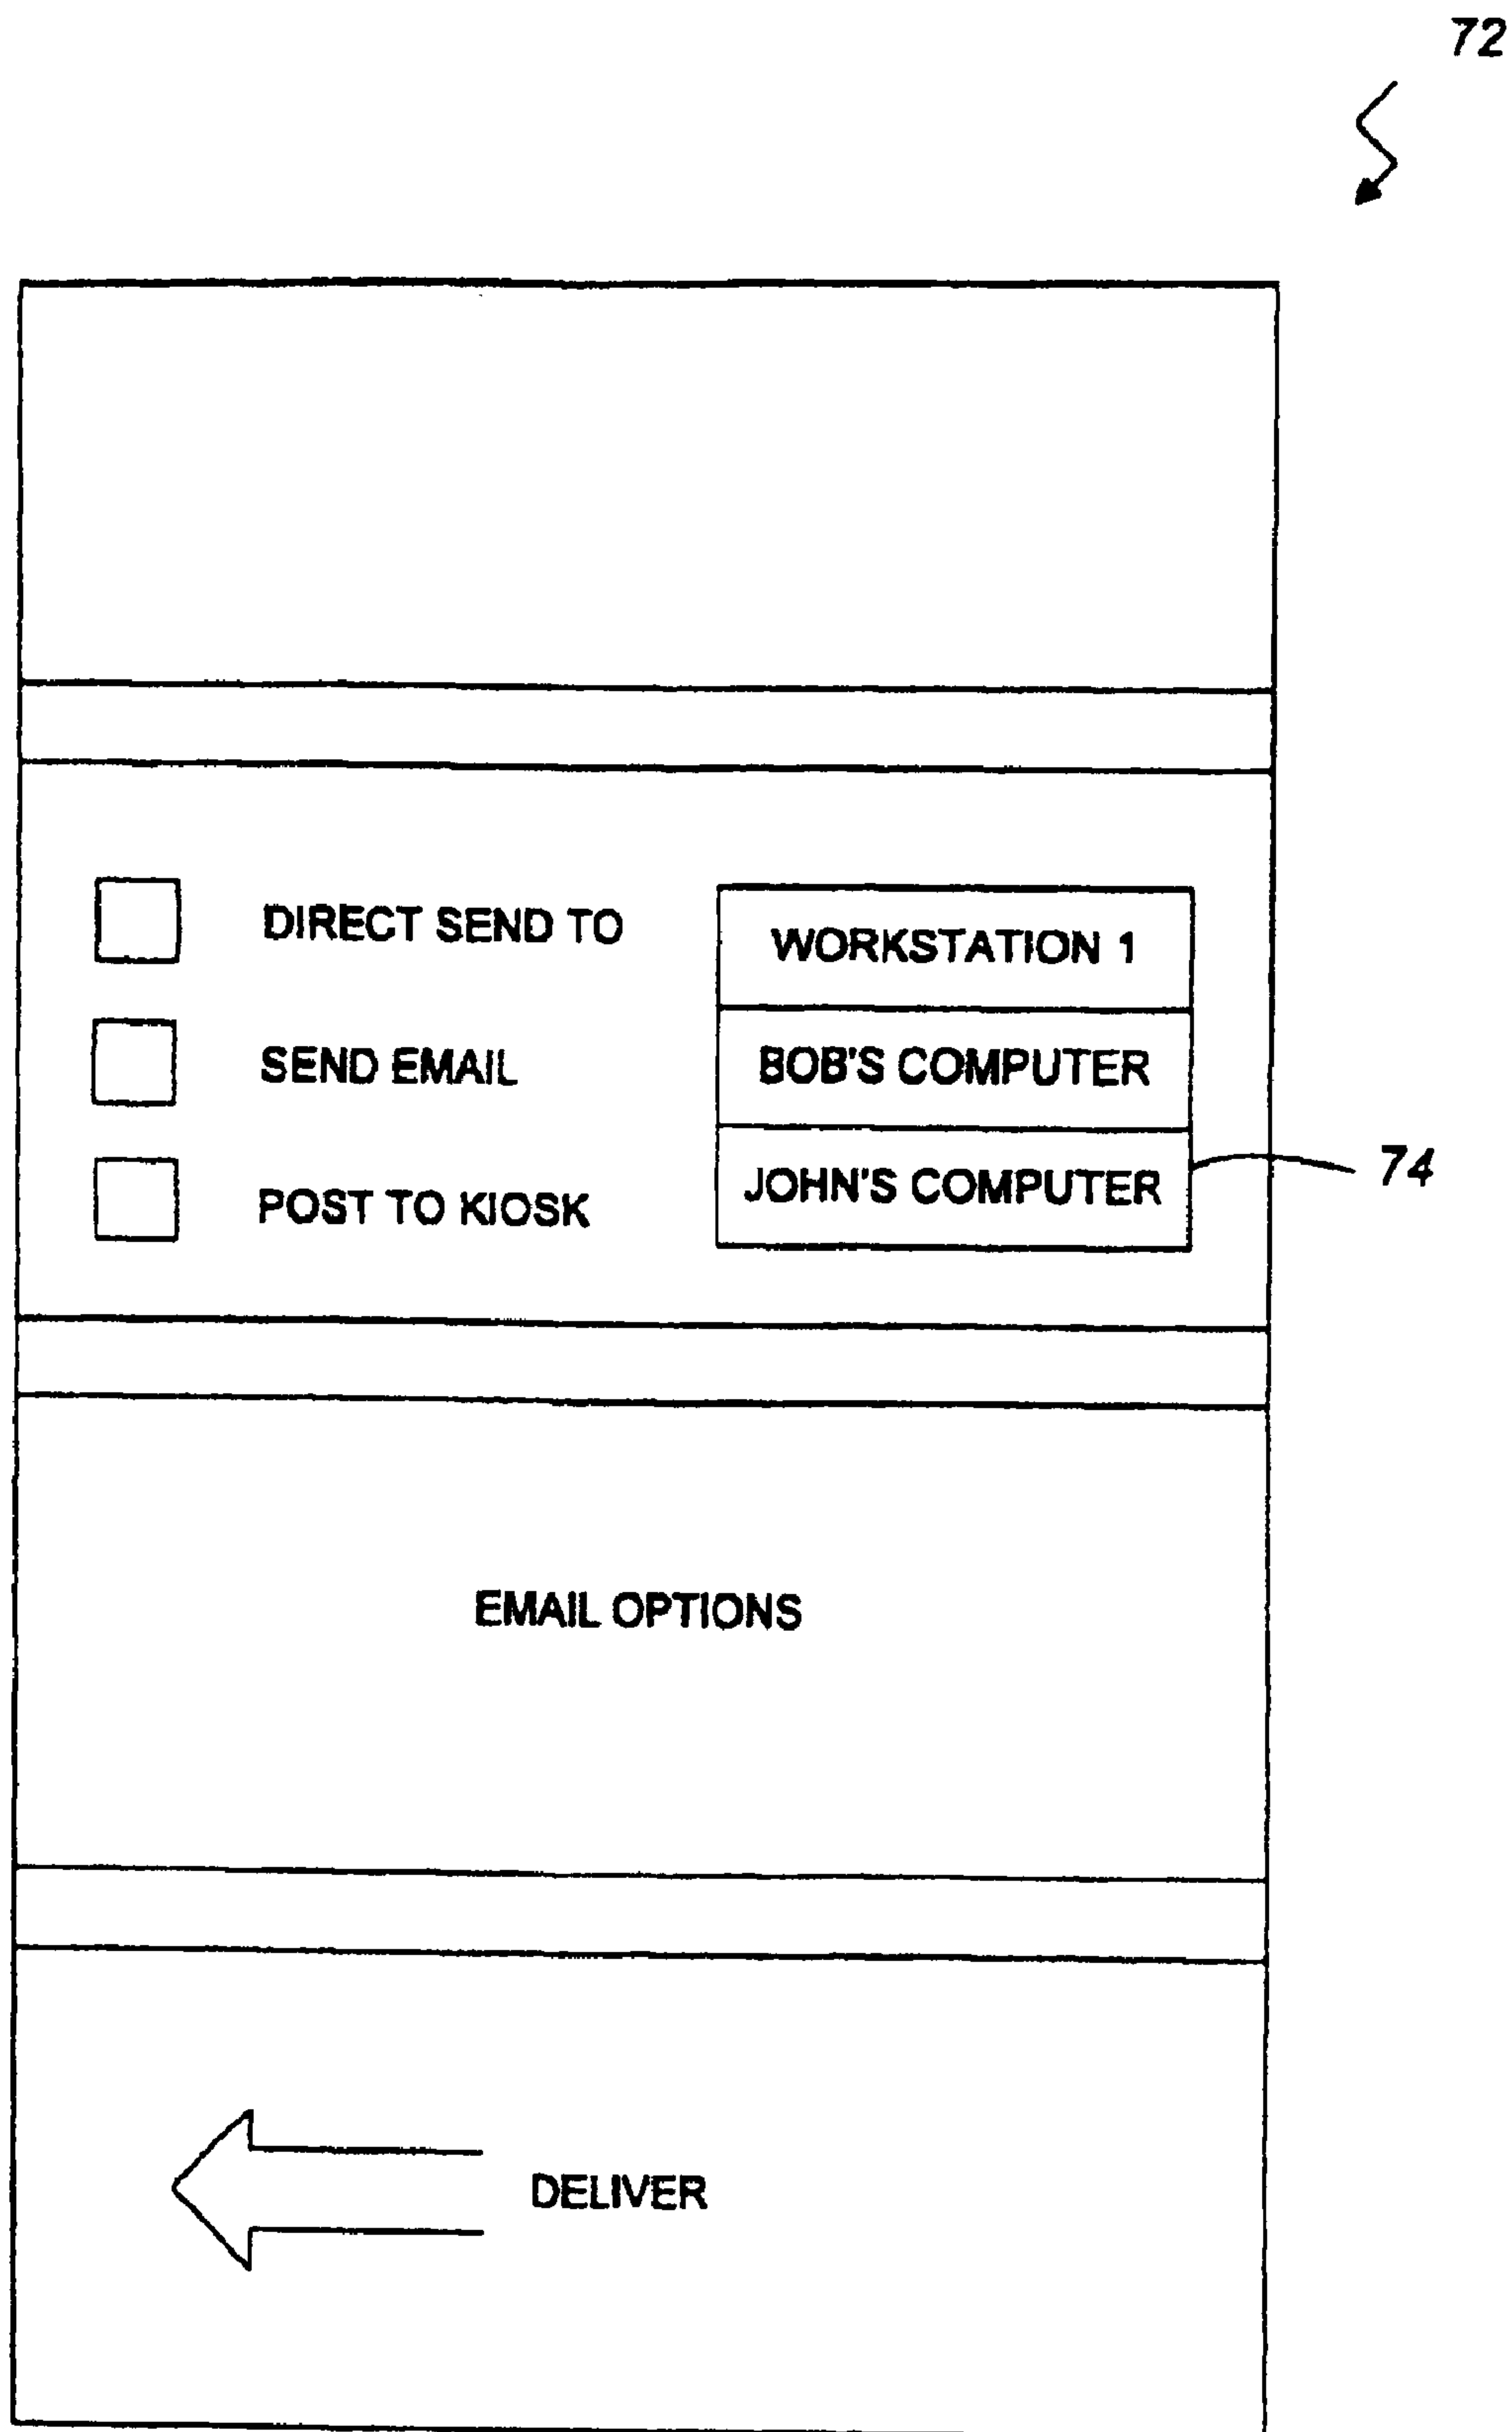 72
DIRECT SEND TO
SEND EMAIL
POST TO KIOSK
WORKSTATION 1
BOB'S COMPUTER
JOHN'S COMPUTER
74
EMAIL OPTIONS
DELIVER